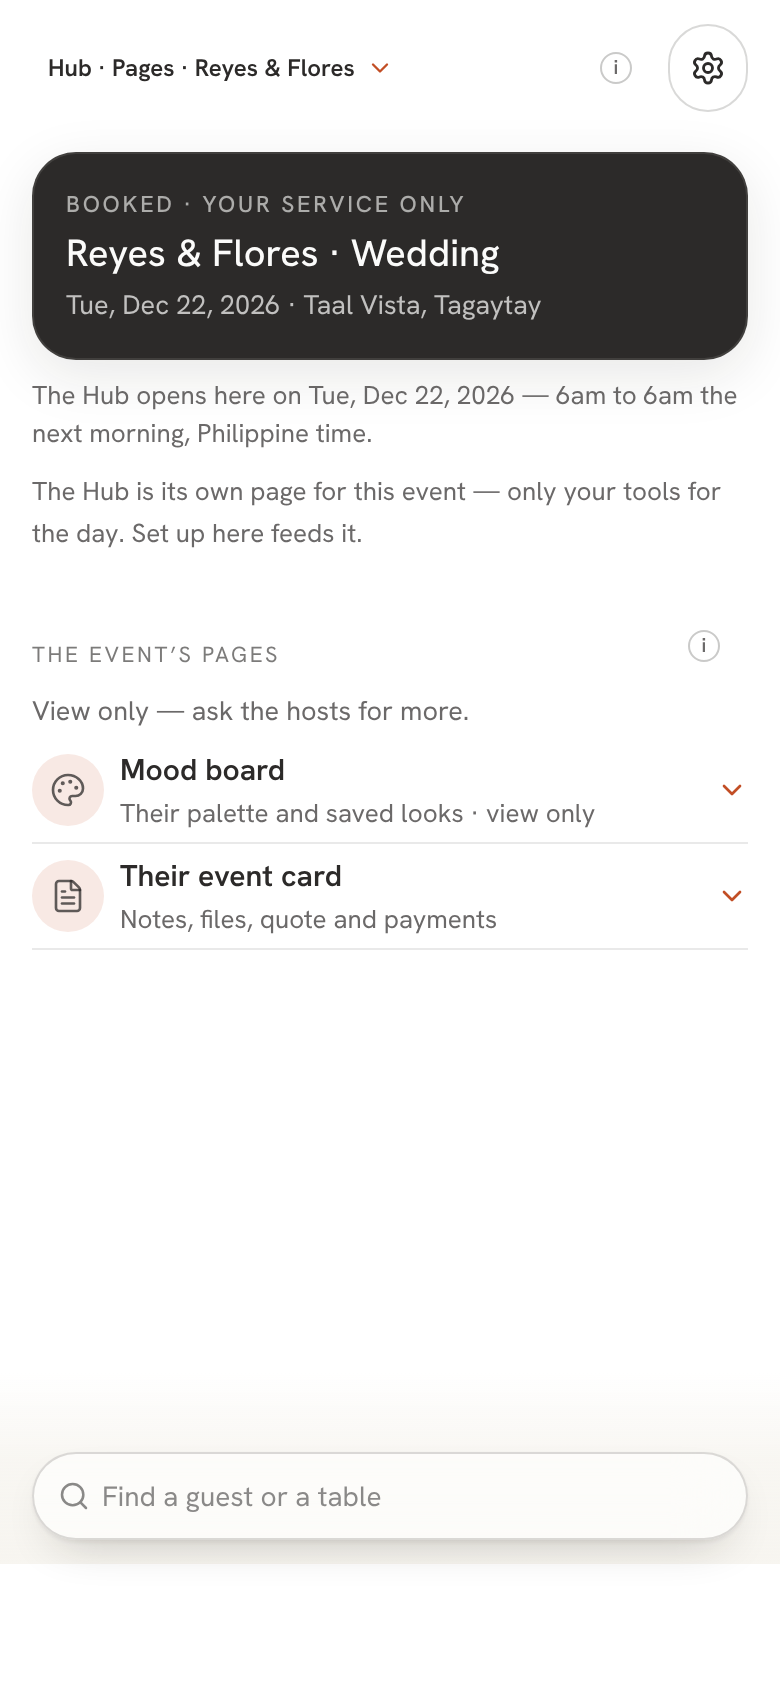 Hub · Pages · Reyes & Flores
i
BOOKED · YOUR SERVICE ONLY
Reyes & Flores · Wedding
Tue, Dec 22, 2026 · Taal Vista, Tagaytay
The Hub opens here on Tue, Dec 22, 2026 — 6am to 6am the
next morning, Philippine time.
The Hub is its own page for this event — only your tools for
the day. Set up here feeds it.
THE EVENT’S PAGES
i
View only — ask the hosts for more.
Mood board
Their palette and saved looks · view only
Their event card
Notes, files, quote and payments
Find a guest or a table